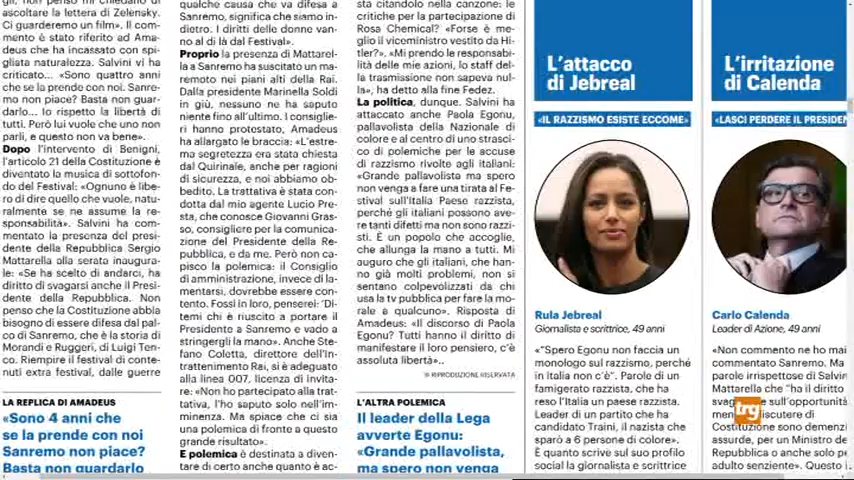 gli, non penso mi chiedano di
ascoltare la lettera di Zelensky.
Ci guarderemo un film». Il com-
mento è stato riferito ad Ama-
deus che ha incassato con spi-
gliata naturalezza. Salvini vi ha
criticato... «Sono quattro anni
che se la prende con noi. Sanre-
mo non piace? Basta non guar-
darlo... Io rispetto la libertà di
tutti. Però lui vuole che uno non
parli, e questo non va bene».
Dopo l'intervento di Benigni,
l'articolo 21 della Costituzione è
diventato la musica di sottofon-
do del Festival: «Ognuno è libe-
ro di dire quello che vuole, natu-
ralmente se ne assume la re-
sponsabilità». Salvini ha com-
mentato la presenza del presi-
dente della Repubblica Sergio
Mattarella alla serata inaugura-
le: «Se ha scelto di andarci, ha
diritto di svagarsi anche il Presi-
dente della Repubblica. Non
penso che la Costituzione abbia
bisogno di essere difesa dal pal-
co di Sanremo, che è la storia di
Morandi e Ruggeri, di Luigi Ten-
co. Riempire il festival di conte-
nuti extra festival, dalle guerre
LA REPLICA DI AMADEUS
«Sono 4 anni che
se la prende con noi
Sanremo non piace?
Basta non guardarlo
qualche causa che va difesa a
Sanremo, significa che siamo in-
dietro. I diritti delle donne van-
no al di là dal Festival».
Proprio la presenza di Mattarel-
la a Sanremo ha suscitato un ma-
remoto nei piani alti della Rai.
Dalla presidente Marinella Soldi
in giù, nessuno ne ha saputo
niente fino all'ultimo. I consiglie-
ri hanno protestato, Amadeus
ha allargato le braccia: «L'estre-
ma segretezza era stata chiesta
dal Quirinale, anche per ragioni
di sicurezza, e noi abbiamo ob-
bedito. La trattativa è stata con-
dotta dal mio agente Lucio Pre-
sta, che conosce Giovanni Gras-
so, consigliere per la comunica-
zione del Presidente della Re-
pubblica, e da me. Però non ca-
pisco la polemica: il Consiglio
di amministrazione, invece di la-
mentarsi, dovrebbe essere con-
tento. Fossi in loro, penserei: 'Di-
temi chi è riuscito a portare il
Presidente a Sanremo e vado a
stringergli la mano». Anche Ste-
fano Coletta, direttore dell'In-
trattenimento Rai, si è adeguato
alla linea 007, licenza di invita-
re: «Non ho partecipato alla trat-
tativa, l'ho saputo solo nell'im-
minenza. Ma spiace che ci sia
una polemica di fronte a questo
grande risultato».
E polemica è destinata a diven-
tare di certo anche quanto è ac-
sta citandolo nella canzone: le
critiche per la partecipazione di
Rosa Chemical? «Forse è me-
glio il viceministro vestito da Hi-
tler?». «Mi prendo le responsabi-
lità delle mie azioni, lo staff del-
la trasmissione non sapeva nul-
la», ha detto alla fine Fedez.
La politica, dunque. Salvini ha
attaccato anche Paola Egonu,
pallavolista della Nazionale di
colore e al centro di uno strasci-
co di polemiche per le accuse
di razzismo rivolte agli italiani:
«Grande pallavolista ma spero
non venga a fare una tirata al Fe-
stival sull'Italia Paese razzista,
perché gli italiani possono ave-
re tanti difetti ma non sono razzi-
sti. È un popolo che accoglie,
che allunga la mano a tutti. Mi
auguro che gli italiani, che han-
no già molti problemi, non si
sentano colpevolizzati da chi
usa la tv pubblica per fare la mo-
rale a qualcuno». Risposta di
Amadeus: «Il discorso di Paola
Egonu? Tutti hanno il diritto di
manifestare il loro pensiero, c'è
assoluta libertà»..
© RIPRODUZIONE RISERVATA
L'ALTRA POLEMICA
Il leader della Lega
avverte Egonu:
«Grande pallavolista,
ma spero non venga
L'attacco
di Jebreal
«IL RAZZISMO ESISTE ECCOME»
Rula Jebreal
Giornalista e scrittrice, 49 anni
«"Spero Egonu non faccia un
monologo sul razzismo, perché
in Italia non c'è". Parole di un
famigerato razzista, che ha
reso l'Italia un paese razzista.
Leader di un partito che ha
candidato Traini, il nazista che
sparò a 6 persone di colore».
È quanto scrive sul suo profilo
social la giornalista e scrittrice
L'irritazione
di Calenda
«LASCI PERDERE IL PRESIDEN
Carlo Calenda
Leader di Azione, 49 anni
«Non commento ne ho mai
commentato Sanremo. Ma
parole irrispettose di Salvin
Mattarella che "ha il diritto
sull'opportunità
scutere
Costituzione sono demenzi
assurde, per un Ministro de
Repubblica o anche solo pe
adulto senziente». Questo i
trg